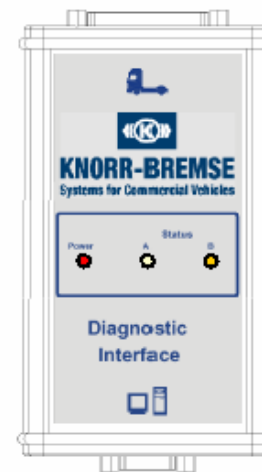 K
KNORR-BREMSE
Systems for Commercial Vehicles
Status
Power A B
Diagnostic
Interface